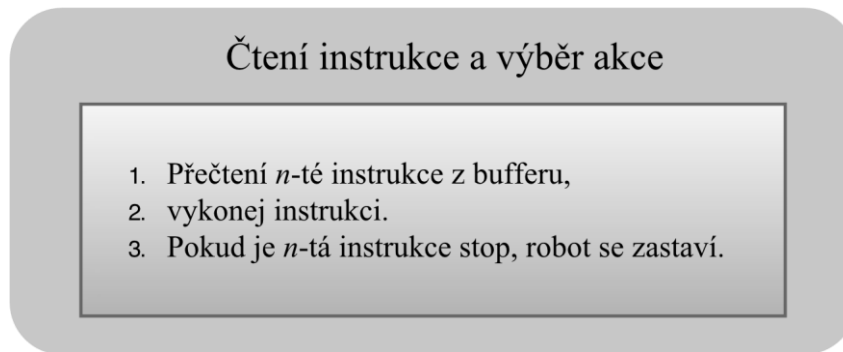 Čtení instrukce a výběr akce
1. Přečtení n-té instrukce z bufferu,
2. vykonej instrukci.
3. Pokud je n-tá instrukce stop, robot se zastaví.